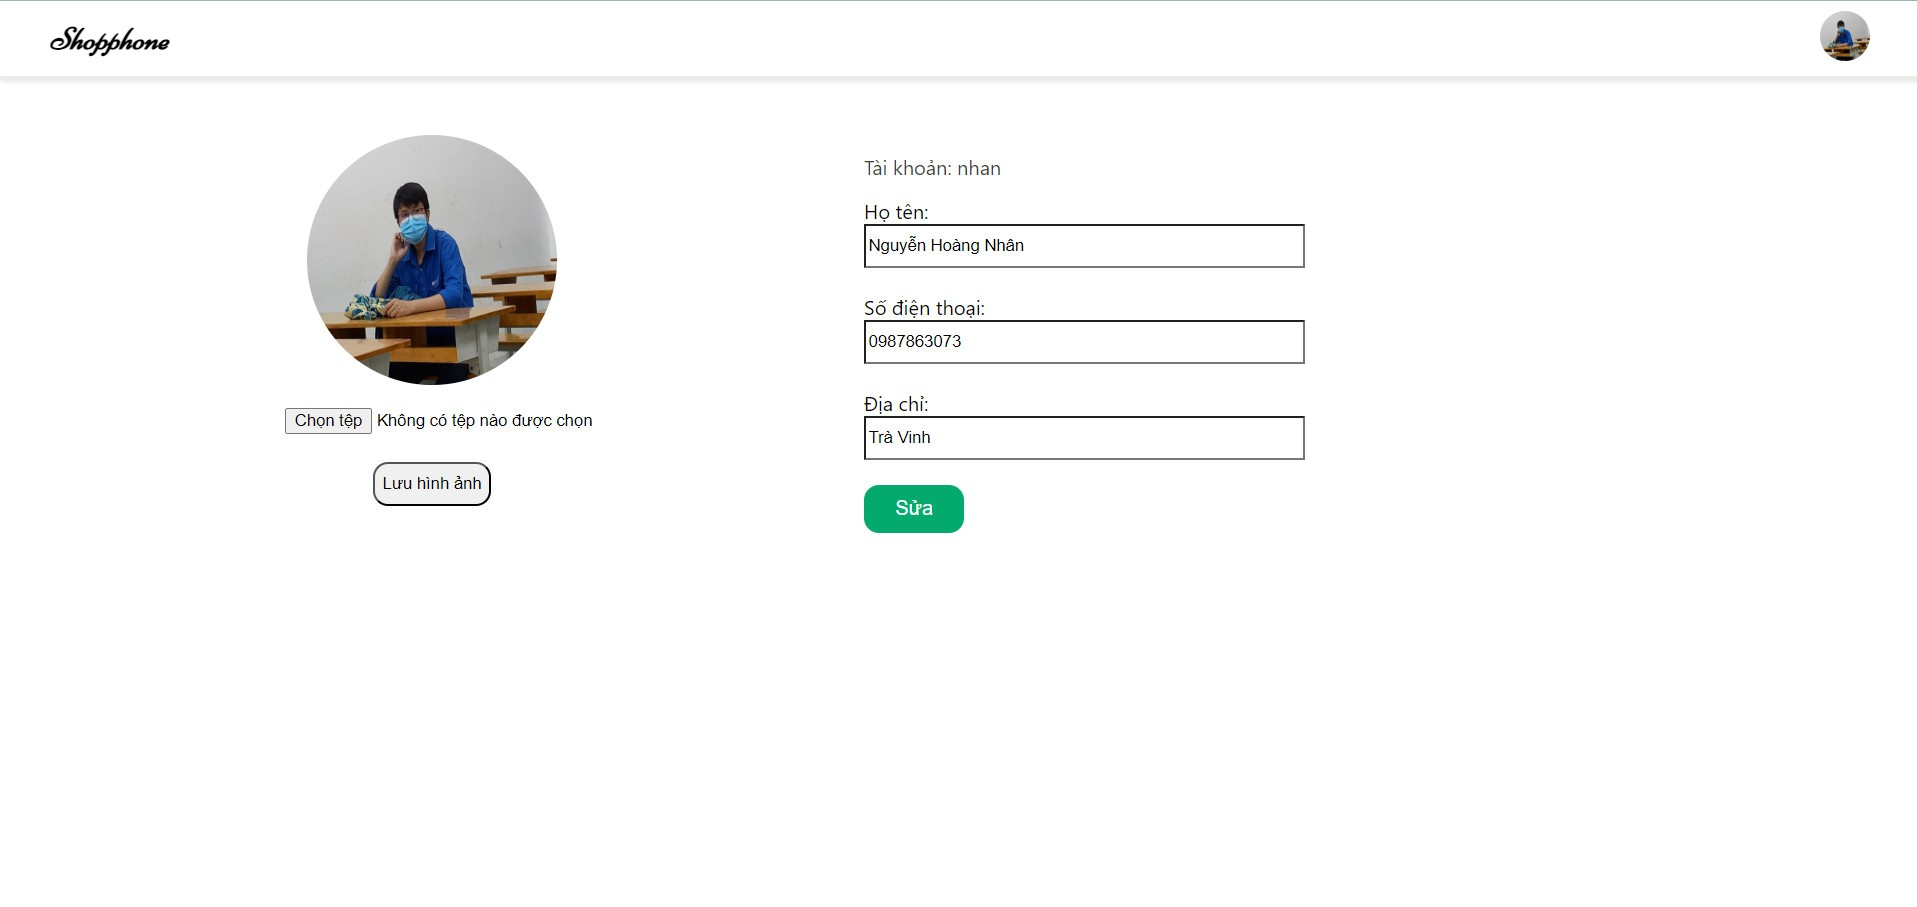 Shopphone
Tài khoản: nhan
Họ tên:
Nguyễn Hoàng Nhân
Số điện thoại:
0987863073
Địa chỉ:
Trà Vinh
Sửa
Chọn tệp Không có tệp nào được chọn
Lưu hình ảnh